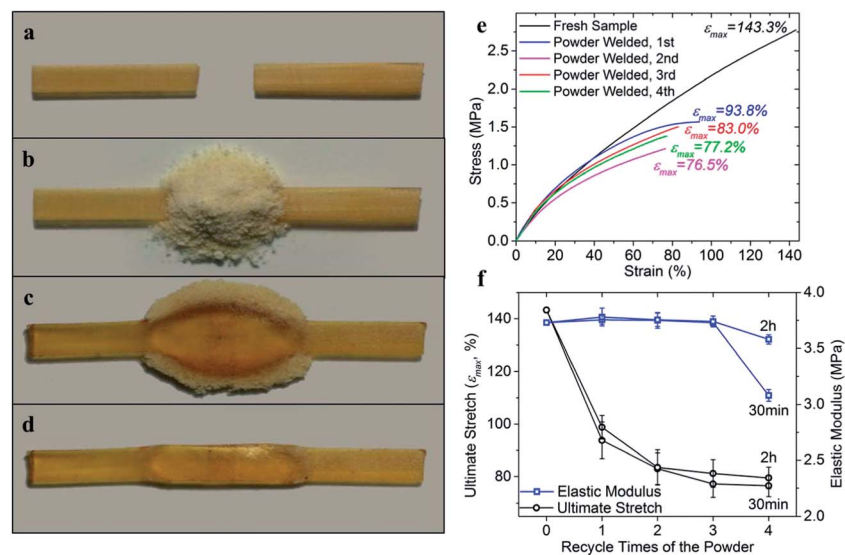 a
b
c
d
e
Fresh Sample
Powder Welded, 1st
Powder Welded, 2nd
Powder Welded, 3rd
Powder Welded, 4th
εmax=143.3%
εmax=93.8%
εmax=83.0%
εmax=77.2%
εmax=76.5%
Stress (MPa)
2.5
2.0
1.5
1.0
0.5
0.0
0 20 40 60 80 100 120 140
Strain (%)
f
Ultimate Stretch (εmax, %)
140
120
100
80
4.0
3.5
3.0
2.5
2.0
Elastic Modulus (MPa)
2h
30min
2h
30min
Elastic Modulus
Ultimate Stretch
0 1 2 3 4
Recycle Times of the Powder